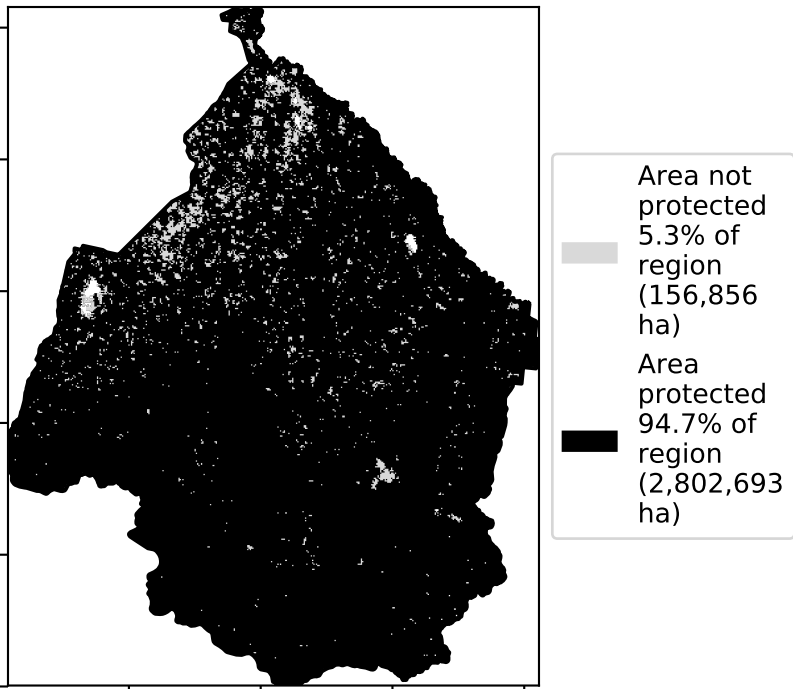 Area not
protected
5.3% of
region
(156,856
ha)
Area
protected
94.7% of
region
(2,802,693
ha)